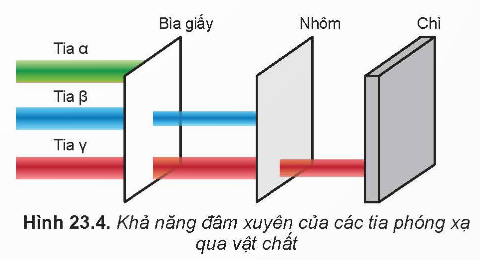 Bìa giấy
Nhôm
Chì
Tia α
Tia β
Tia γ
Hình 23.4. Khả năng đâm xuyên của các tia phóng xạ
qua vật chất